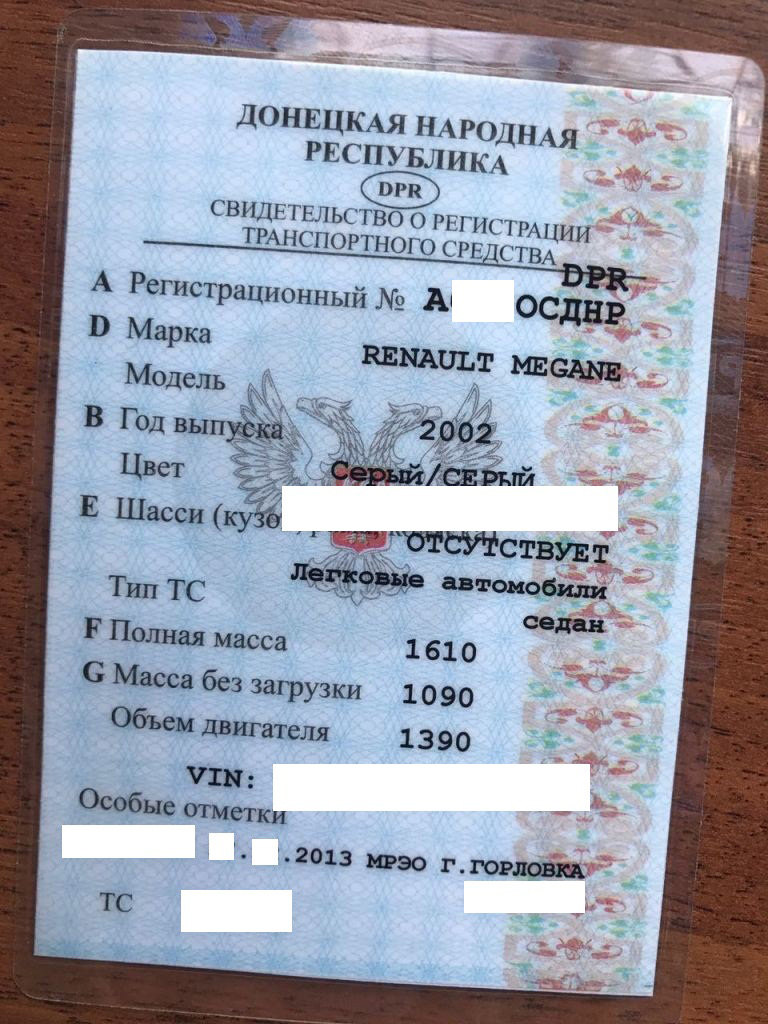 ДОНЕЦКАЯ НАРОДНАЯ
РЕСПУБЛИКА
DPR
СВИДЕТЕЛЬСТВО О РЕГИСТРАЦИИ
ТРАНСПОРТНОГО СРЕДСТВА
DPR
A Регистрационный № А ОСДНР
D Марка
RENAULT MEGANE
Модель
B Год выпуска 2002
Цвет Серый/СЕРЫЙ
E Шасси (кузо
ОТСУТСТВУЕТ
Тип ТС Легковые автомобили
седан
F Полная масса 1610
G Масса без загрузки 1090
Объем двигателя 1390
VIN:
Особые отметки
. .2013 МРЭО Г.ГОРЛОВКА
ТС